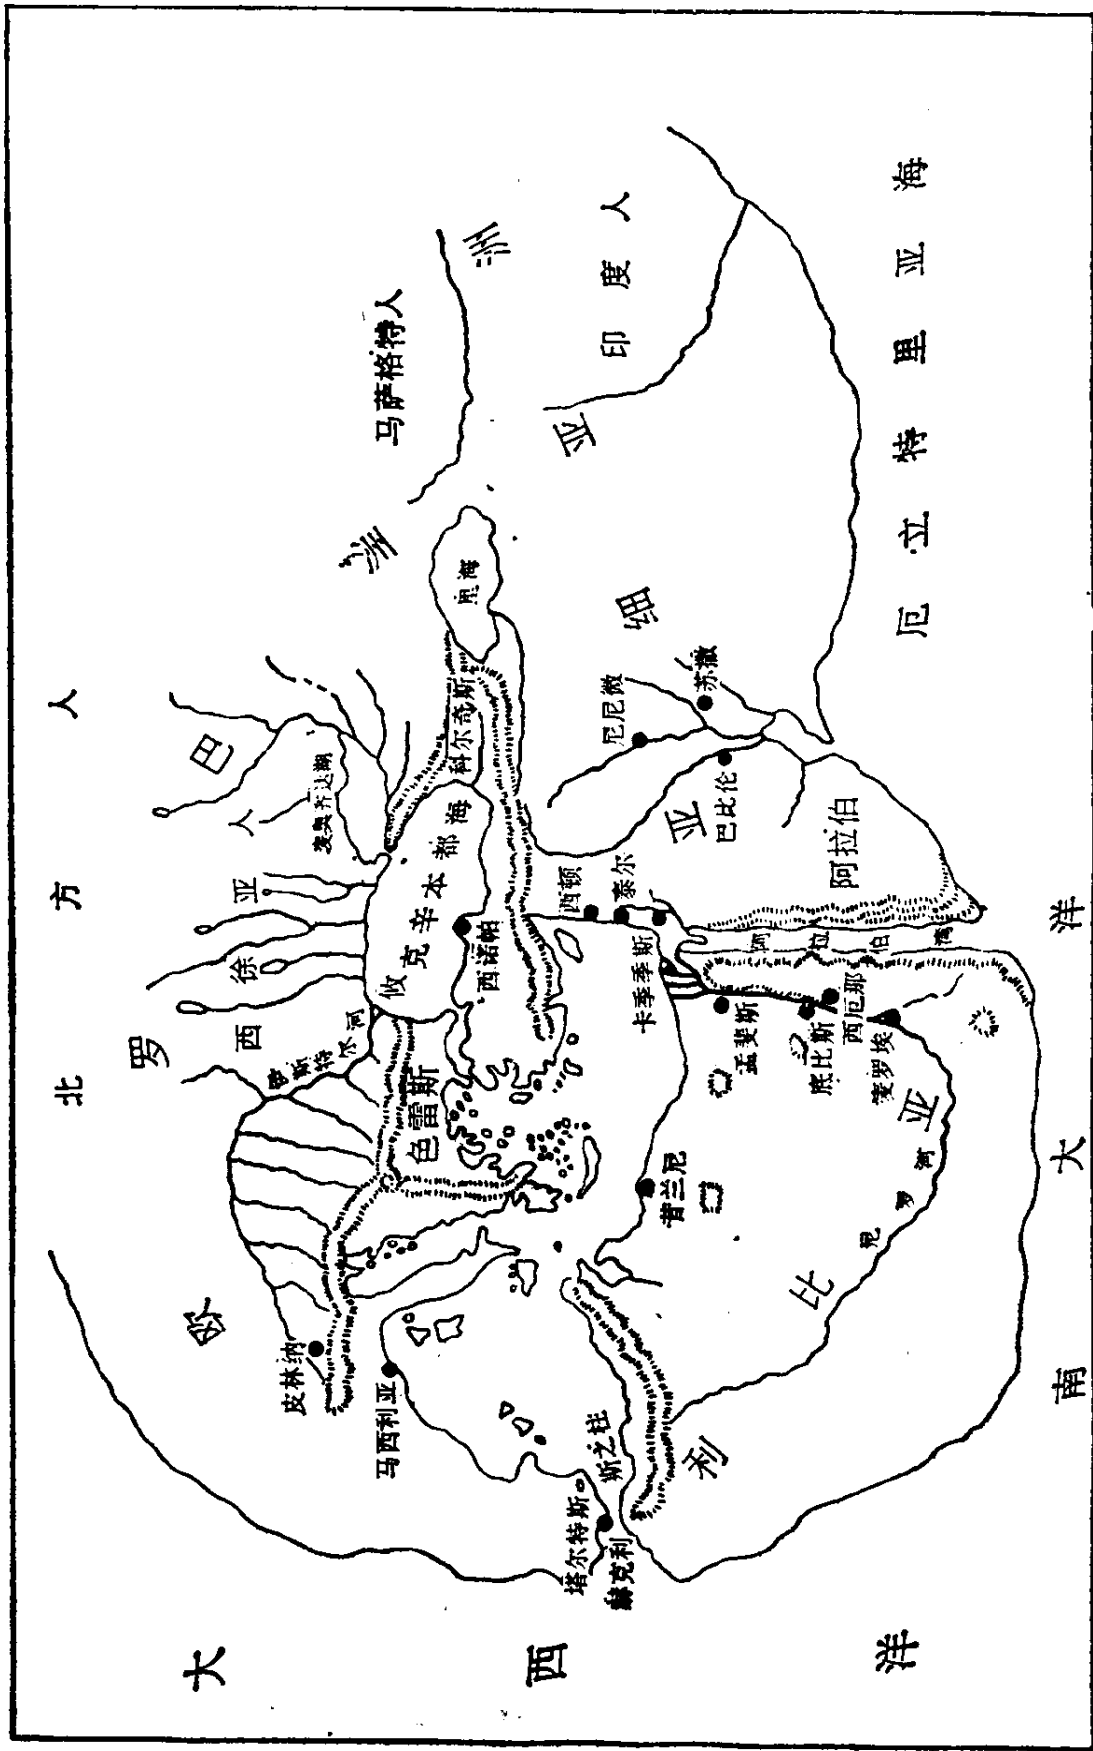 北方人
欧罗巴洲
西徐亚人
麦奥齐达湖
伊斯特尔河
色雷斯
皮林纳
马西利亚
攸克辛本都海
西诺帕
科尔奇斯
里海
马萨格特人
亚细亚洲
印度人
尼尼微
苏撒
巴比伦
西顿
泰尔
卡季季斯
阿拉伯
阿拉伯湾
孟斐斯
底比斯
西厄那
麦罗埃
昔兰尼
尼罗河
利比亚
塔尔特斯
赫克利斯之柱
大西洋
南大洋
厄立特里亚海